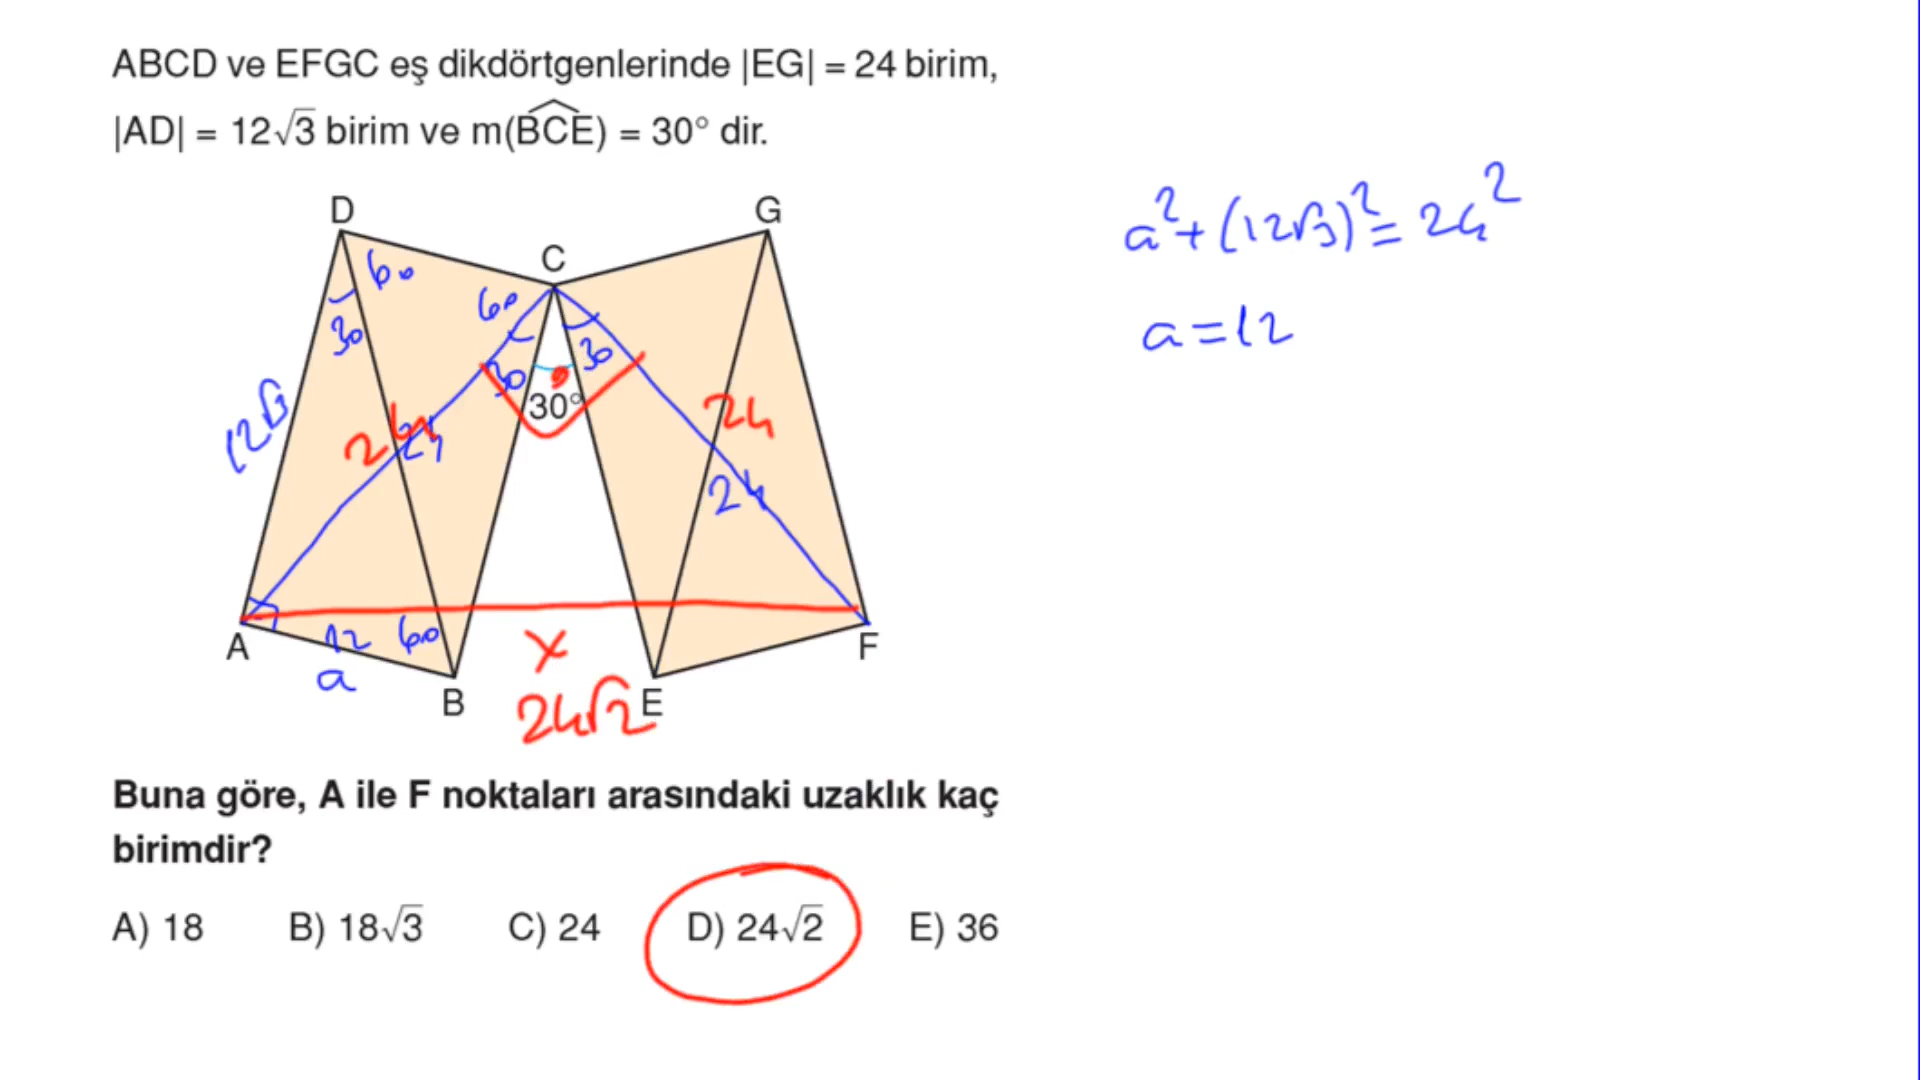 ABCD ve EFGC eş dikdörtgenlerinde |EG| = 24 birim,
|AD| = 12√3 birim ve m(BCE) = 30° dir.
a² + (12√3)² = 24²
a = 12
D
G
C
60
60
30
30
30
30°
12√3
24
24
24
24
A
12
60
a
B
x
24√2
E
F
Buna göre, A ile F noktaları arasındaki uzaklık kaç
birimdir?
A) 18 B) 18√3 C) 24 D) 24√2 E) 36